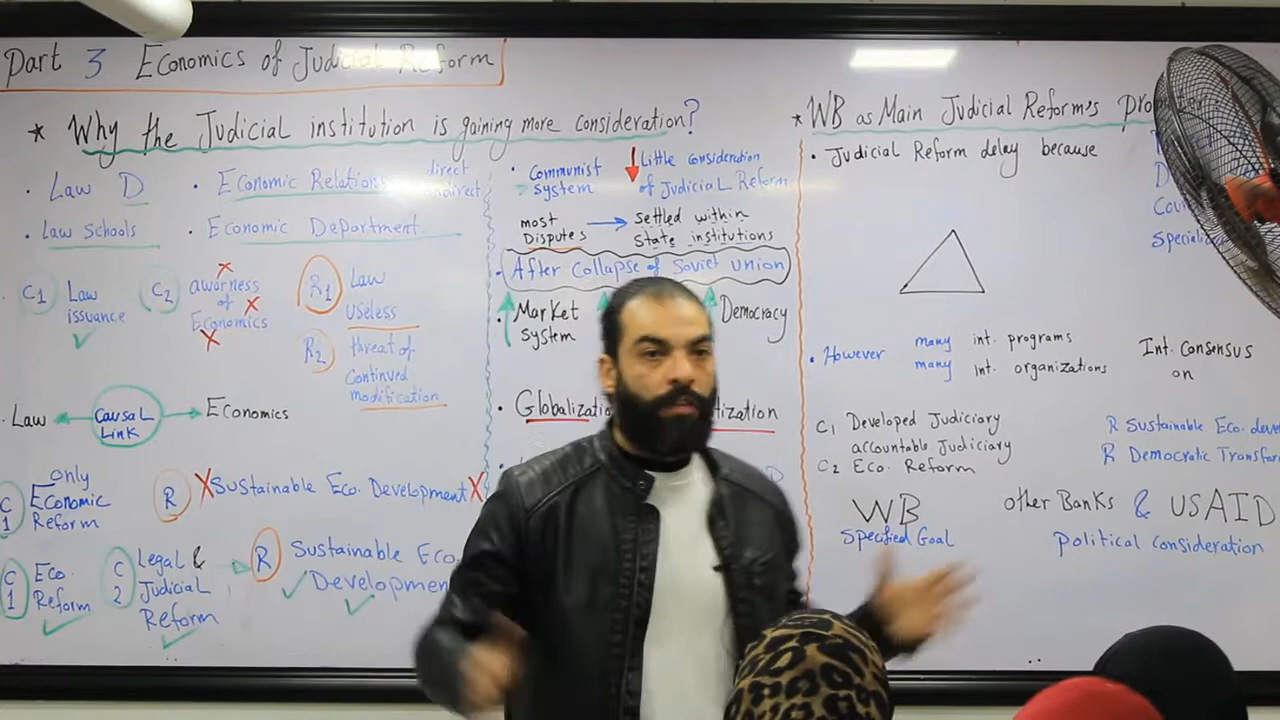 Part 3 Economics of Judicial Reform
* Why the Judicial institution is gaining more consideration?
. Law D . Economic Relations direct
indirect
. Law schools . Economic Department
C1 Law issuance
C2 awarness of Economics
R1 Law useless
R2 threat of continued modification
. Law Causal Link Economics
C1 only Economic Reform
R X Sustainable Eco. Development X
C1 Eco. Reform
C2 Legal & Judicial Reform
R Sustainable Eco. Development
. Communist system
Little consideration of Judicial Reform
most Disputes → settled within State institutions
. After Collapse of Soviet Union
. Market system
Democracy
. Globalization
* WB as Main Judicial Reform's
. Judicial Reform delay because
. However many int. programs
many Int. organizations
Int. Consensus on
C1 Developed Judiciary
accountable Judiciary
C2 Eco. Reform
R Sustainable Eco.
R Democratic
WB
Specified Goal
other Banks & USAID
political consideration